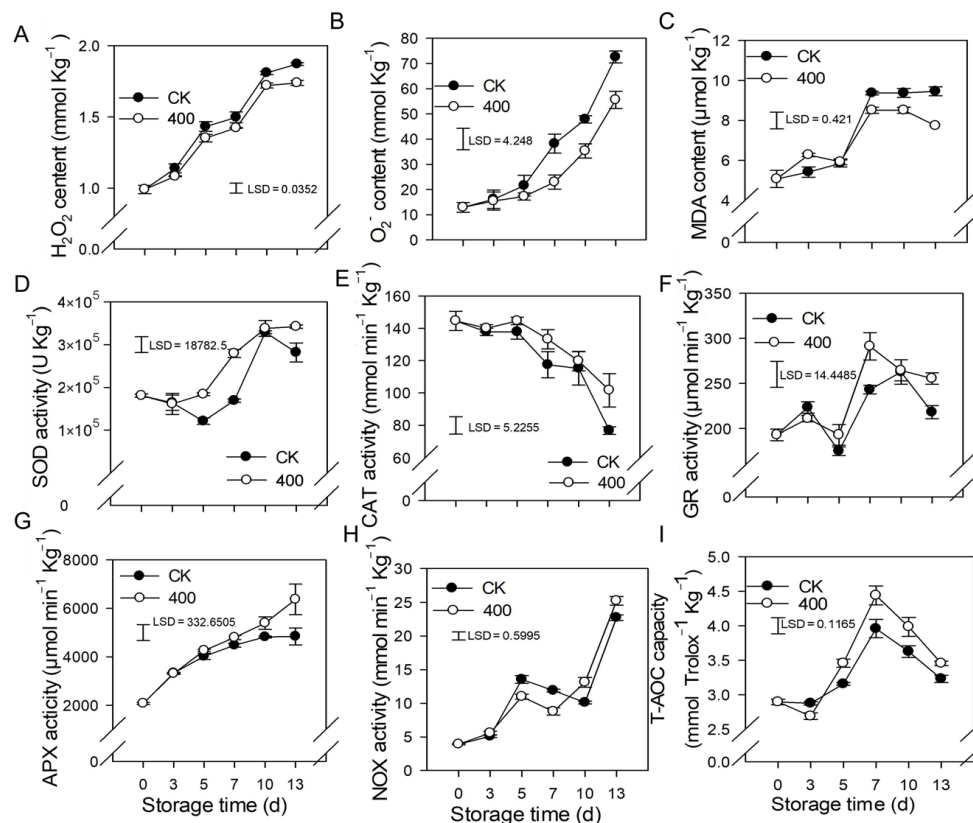 A
H₂O₂ centent (mmol Kg⁻¹)
2.0
1.5
1.0
0.0
CK
400
LSD = 0.0352
B
O₂⁻ content (mmol Kg⁻¹)
80
70
60
50
40
30
20
10
0
CK
400
LSD = 4.248
C
MDA content (μmol Kg⁻¹)
12
10
8
6
4
0
CK
400
LSD = 0.421
D
SOD activity (U Kg⁻¹)
4×10⁵
3×10⁵
2×10⁵
1×10⁵
0
LSD = 18782.5
CK
400
E
CAT activity (mmol min⁻¹ Kg⁻¹)
160
140
120
100
80
60
0
LSD = 5.2255
CK
400
F
GR activity (μmol min⁻¹ Kg⁻¹)
350
300
250
200
0
CK
400
LSD = 14.4485
G
APX acticity (μmol min⁻¹ Kg⁻¹)
8000
6000
4000
2000
0
CK
400
LSD = 332.6505
0 3 5 7 10 13
Storage time (d)
H
NOX activity (mmol min⁻¹ Kg⁻¹)
30
25
20
15
10
5
0
CK
400
LSD = 0.5995
0 3 5 7 10 13
Storage time (d)
I
T-AOC capacity
(mmol Trolox⁻¹ Kg⁻¹)
5.0
4.5
4.0
3.5
3.0
2.5
0
CK
400
LSD = 0.1165
0 3 5 7 10 13
Storage time (d)